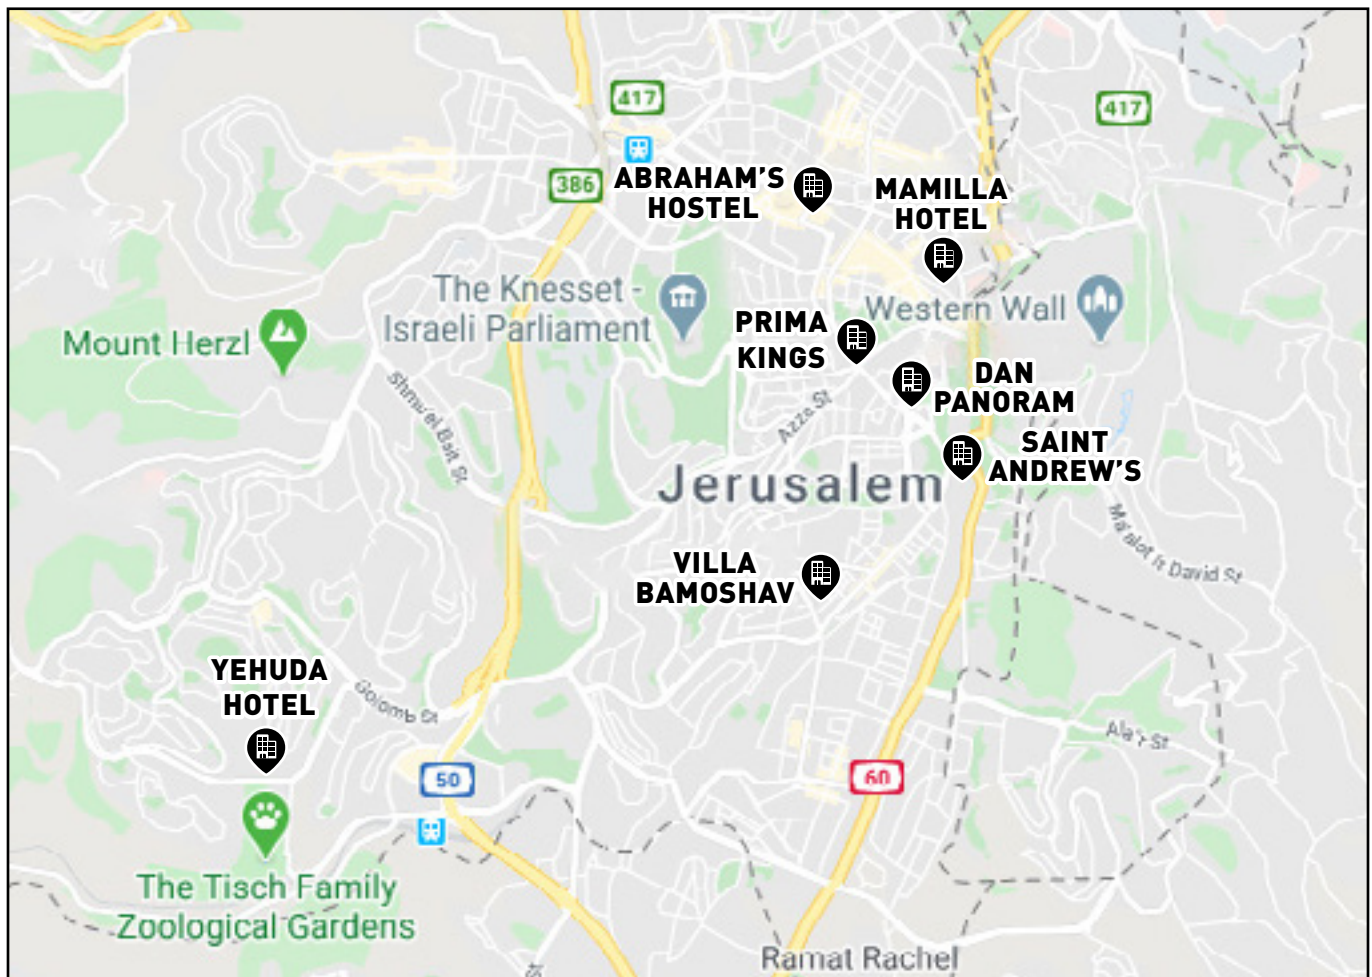 417
417
386
ABRAHAM'S
HOSTEL
MAMILLA
HOTEL
The Knesset -
Israeli Parliament
Western Wall
Mount Herzl
PRIMA
KINGS
DAN
PANORAM
Shmu'el Bait St
Azza St
SAINT
ANDREW'S
Jerusalem
Ma'alot Ir David St
VILLA
BAMOSHAV
YEHUDA
HOTEL
Golomb St
50
60
The Tisch Family
Zoological Gardens
Ramat Rachel